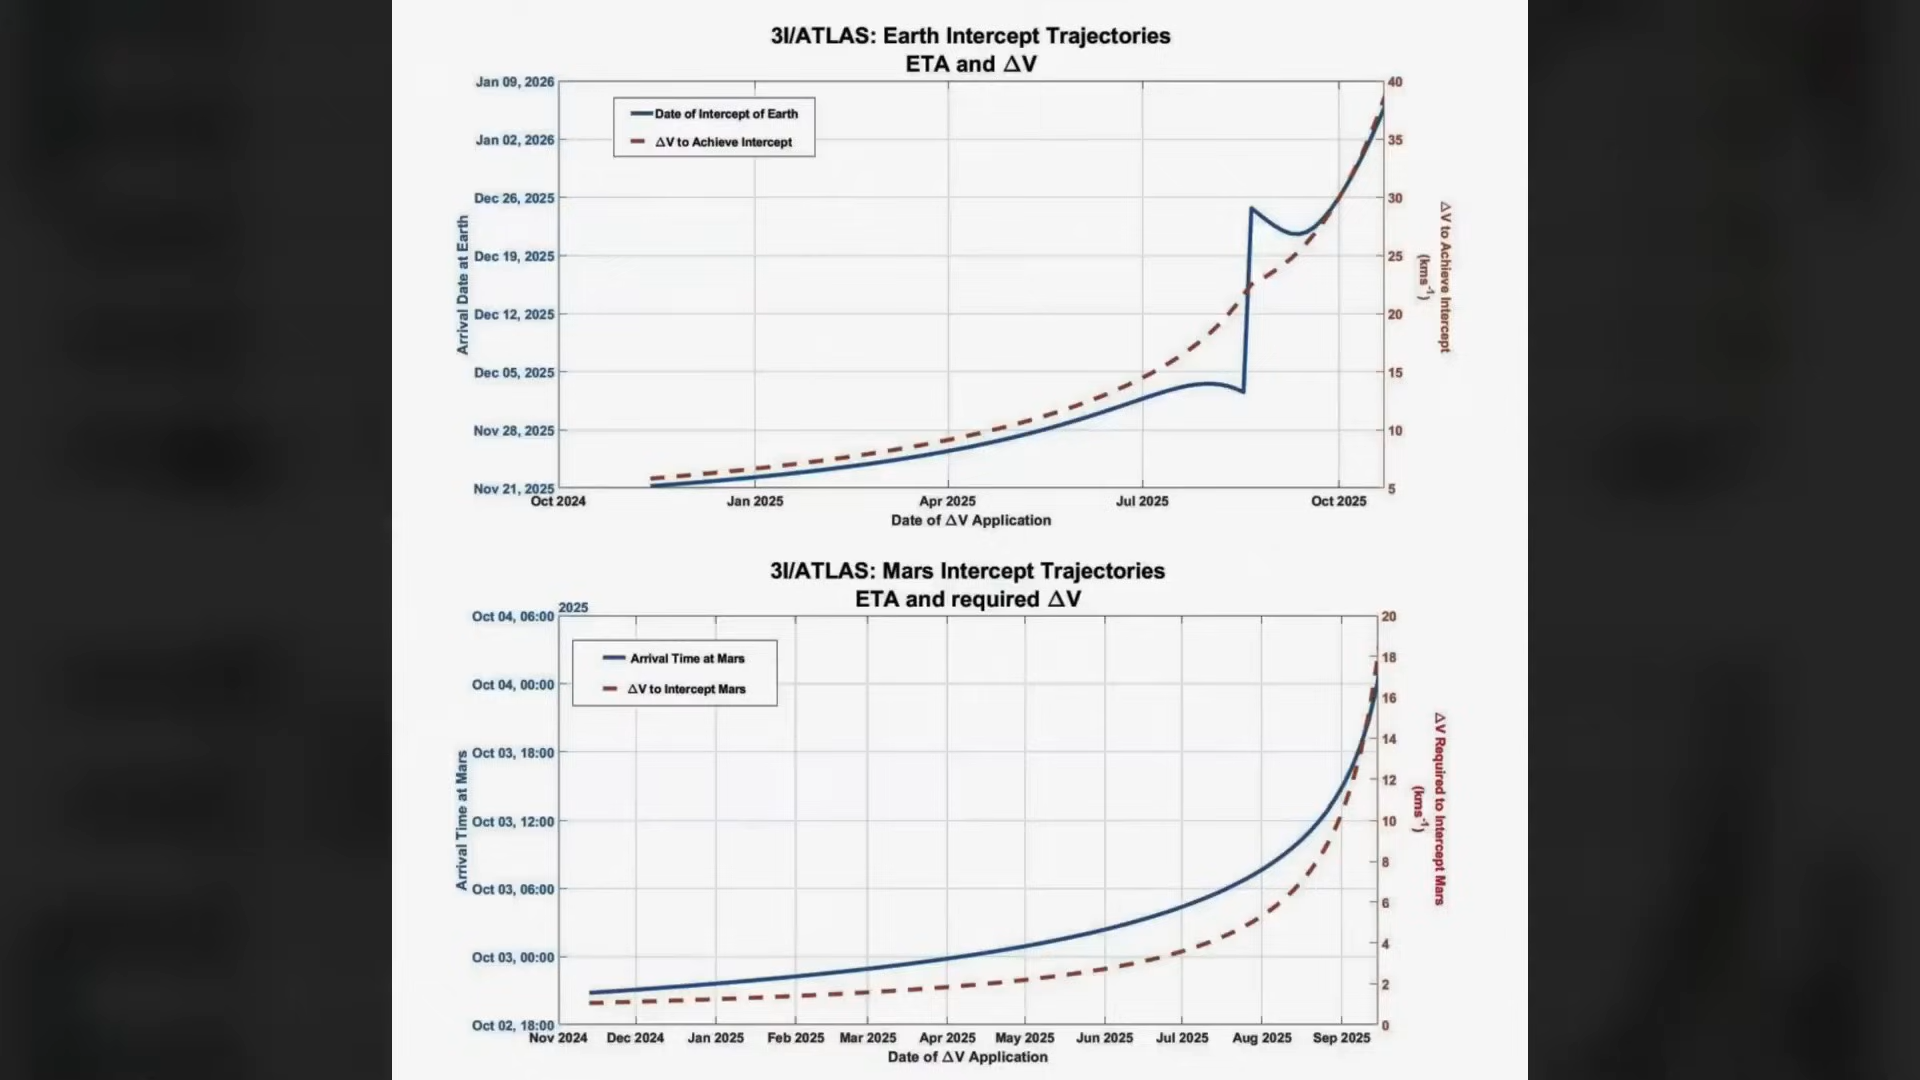 3I/ATLAS: Earth Intercept Trajectories
ETA and ΔV
Jan 09, 2026
Jan 02, 2026
Dec 26, 2025
Dec 19, 2025
Dec 12, 2025
Dec 05, 2025
Nov 28, 2025
Nov 21, 2025
Arrival Date at Earth
Date of Intercept of Earth
ΔV to Achieve Intercept
40
35
30
25
20
15
10
5
ΔV to Achieve Intercept
(kms⁻¹)
Oct 2024 Jan 2025 Apr 2025 Jul 2025 Oct 2025
Date of ΔV Application
3I/ATLAS: Mars Intercept Trajectories
ETA and required ΔV
2025
Oct 04, 06:00
Oct 04, 00:00
Oct 03, 18:00
Oct 03, 12:00
Oct 03, 06:00
Oct 03, 00:00
Oct 02, 18:00
Arrival Time at Mars
Arrival Time at Mars
ΔV to Intercept Mars
20
18
16
14
12
10
8
6
4
2
0
ΔV Required to Intercept Mars
(kms⁻¹)
Nov 2024 Dec 2024 Jan 2025 Feb 2025 Mar 2025 Apr 2025 May 2025 Jun 2025 Jul 2025 Aug 2025 Sep 2025
Date of ΔV Application